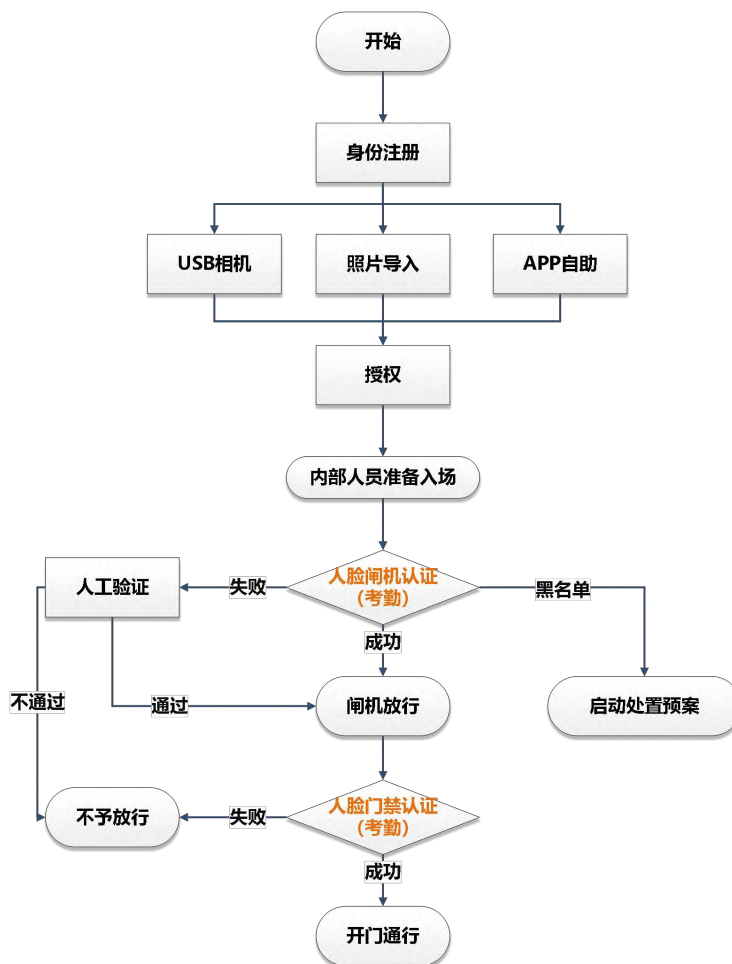 开始
身份注册
USB相机
照片导入
APP自助
授权
内部人员准备入场
人脸闸机认证
（考勤）
人工验证
失败
黑名单
成功
不通过
通过
闸机放行
启动处置预案
人脸门禁认证
（考勤）
不予放行
失败
成功
开门通行